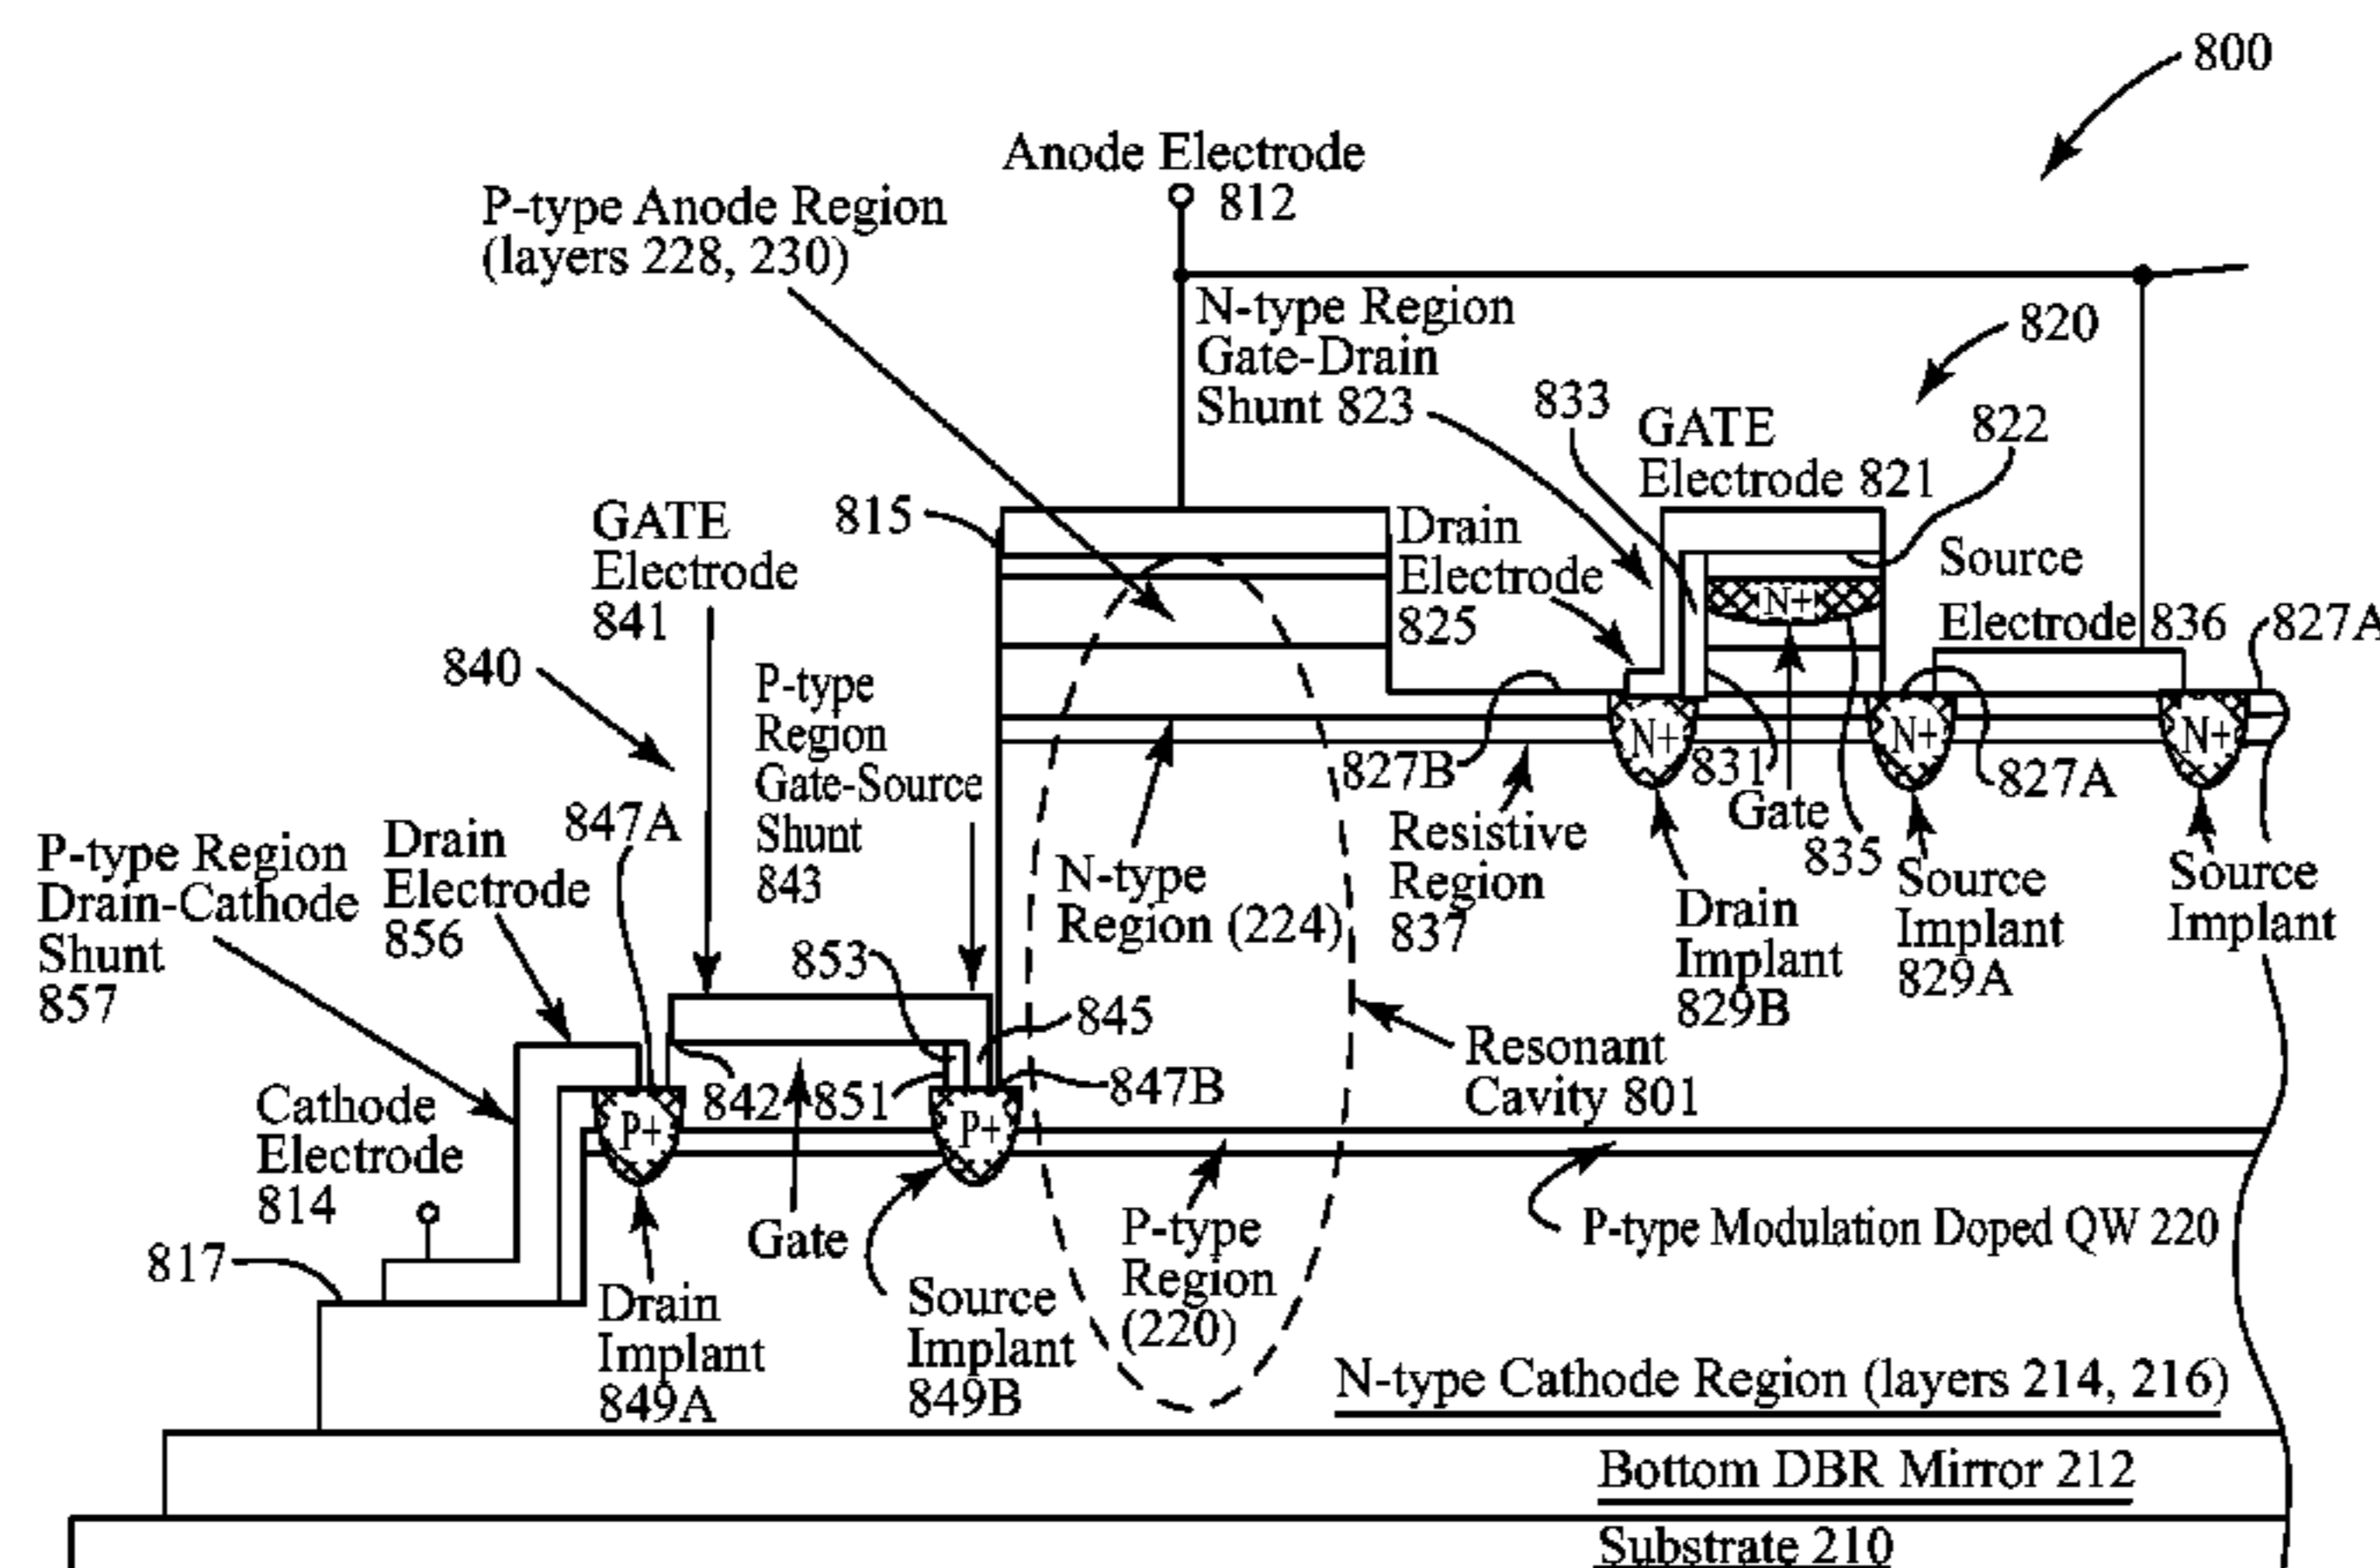 800
Anode Electrode
812
P-type Anode Region
(layers 228, 230)
N-type Region
Gate-Drain
Shunt 823
820
833
GATE
Electrode 821
822
815
GATE
Electrode
841
Drain
Electrode
825
N+
Source
Electrode 836
827A
840
P-type
Region
Gate-Source
Shunt
843
N+
N+
N+
827B
831
827A
Gate
835
847A
P-type Region
Drain-Cathode
Shunt
857
Drain
Electrode
856
N-type
Region (224)
Resistive
Region
837
Drain
Implant
829B
Source
Implant
829A
Source
Implant
853
845
Resonant
Cavity 801
842
851
847B
P+
P+
Cathode
Electrode
814
817
Gate
Drain
Implant
849A
Source
Implant
849B
P-type
Region
(220)
P-type Modulation Doped QW 220
N-type Cathode Region (layers 214, 216)
Bottom DBR Mirror 212
Substrate 210